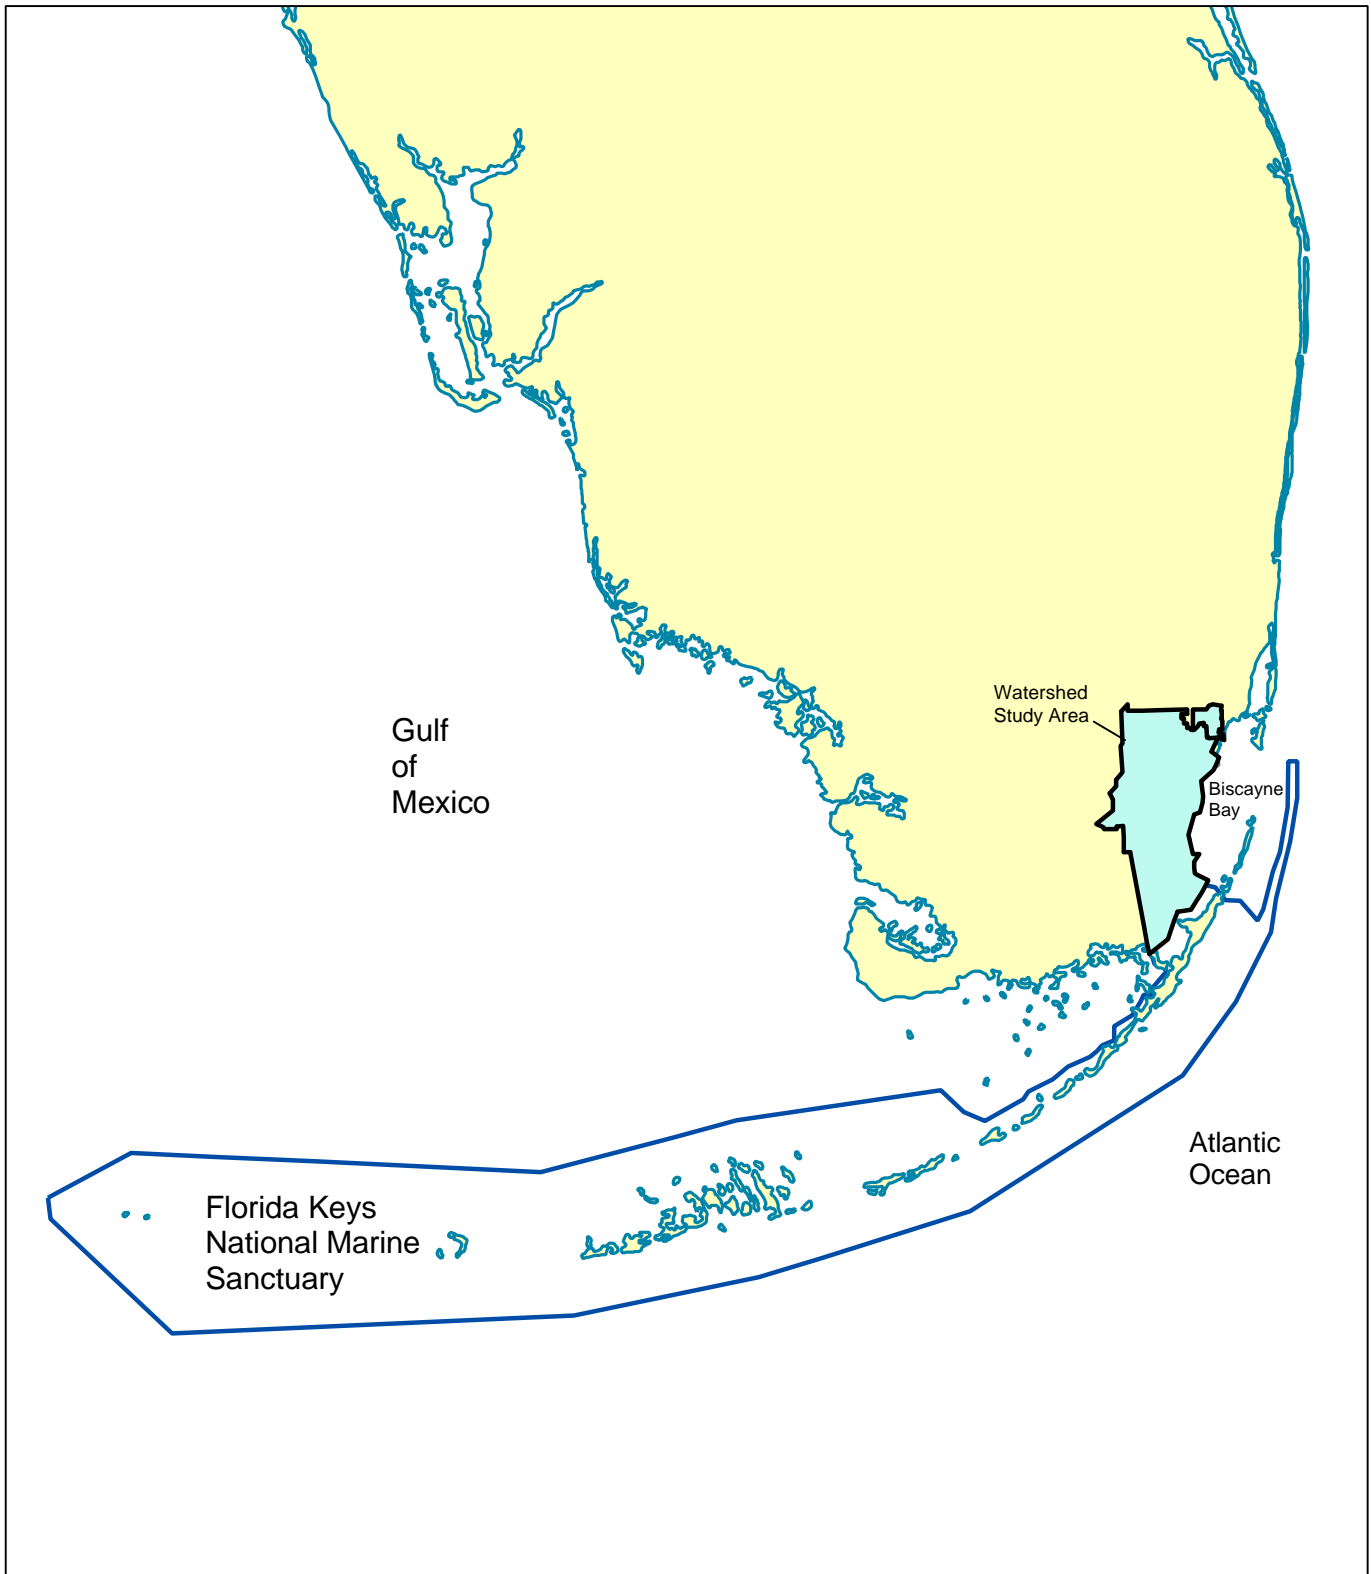 Watershed
Study Area
Gulf
of
Mexico
Biscayne
Bay
Atlantic
Ocean
Florida Keys
National Marine
Sanctuary